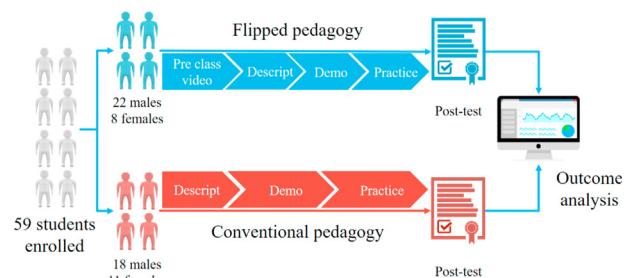 Flipped pedagogy
Pre class
video
Descript
Demo
Practice
22 males
8 females
Post-test
59 students
enrolled
Descript
Demo
Practice
Conventional pedagogy
18 males
Post-test
Outcome
analysis